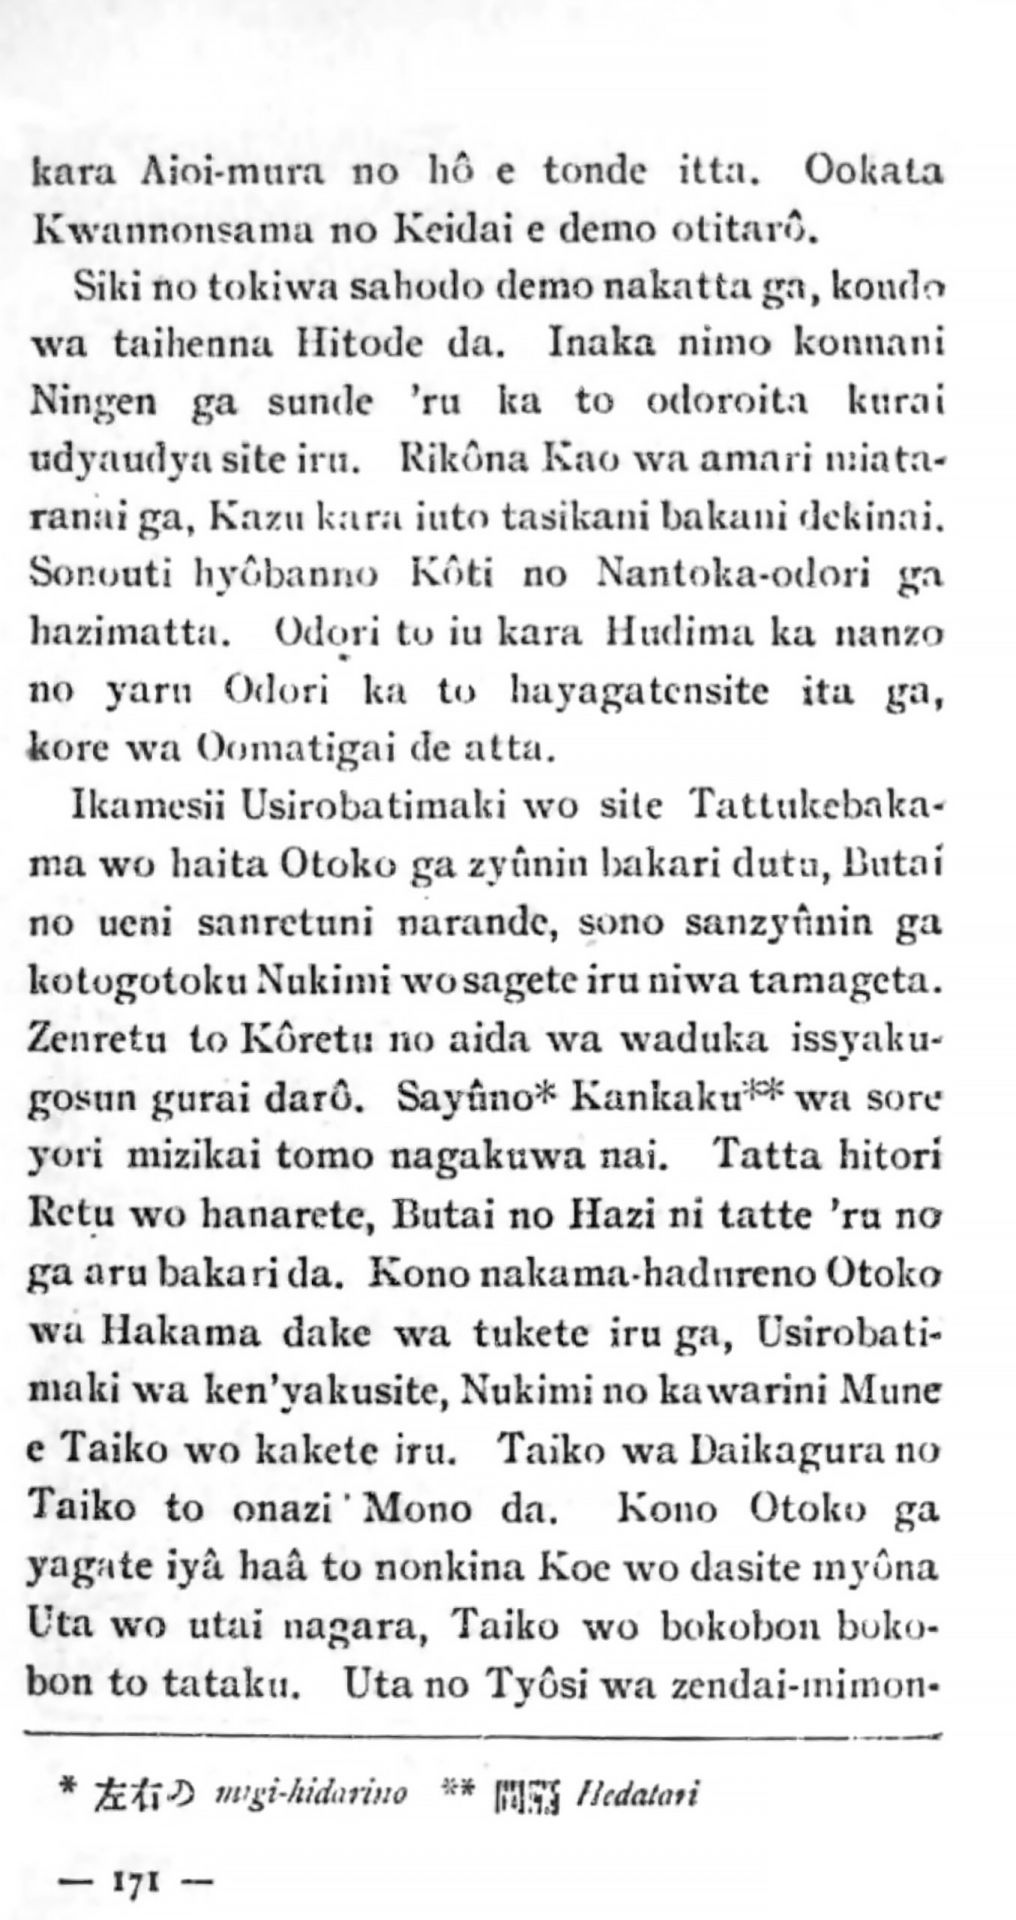 kara Aioi-mura no hô e tonde itta. Ookata
Kwannonsama no Keidai e demo otitarô.
Siki no tokiwa sahodo demo nakatta ga, kondo
wa taihenna Hitode da. Inaka nimo konnani
Ningen ga sunde 'ru ka to odoroita kurai
udyaudya site iru. Rikôna Kao wa amari miata-
ranai ga, Kazu kara iuto tasikani bakani dekinai.
Sonouti hyôbanno Kôti no Nantoka-odori ga
hazimatta. Odori to iu kara Hudima ka nanzo
no yaru Odori ka to hayagatensite ita ga,
kore wa Oomatigai de atta.
Ikamesii Usirobatimaki wo site Tattukebaka-
ma wo haita Otoko ga zyûnin bakari dutu, Butai
no ueni sanretuni narande, sono sanzyûnin ga
kotogotoku Nukimi wo sagete iru niwa tamageta.
Zenretu to Kôretu no aida wa waduka issyaku-
gosun gurai darô. Sayûno* Kankaku** wa sore
yori mizikai tomo nagakuwa nai. Tatta hitori
Retu wo hanarete, Butai no Hazi ni tatte 'ru no
ga aru bakari da. Kono nakama-hadureno Otoko
wa Hakama dake wa tukete iru ga, Usirobati-
maki wa ken'yakusite, Nukimi no kawarini Mune
e Taiko wo kakete iru. Taiko wa Daikagura no
Taiko to onazi Mono da. Kono Otoko ga
yagate iyâ haâ to nonkina Koe wo dasite myôna
Uta wo utai nagara, Taiko wo bokobon boko-
bon to tataku. Uta no Tyôsi wa zendai-mimon-
* 左右の migi-hidarino ** 間隔 Hedatari
— 171 —